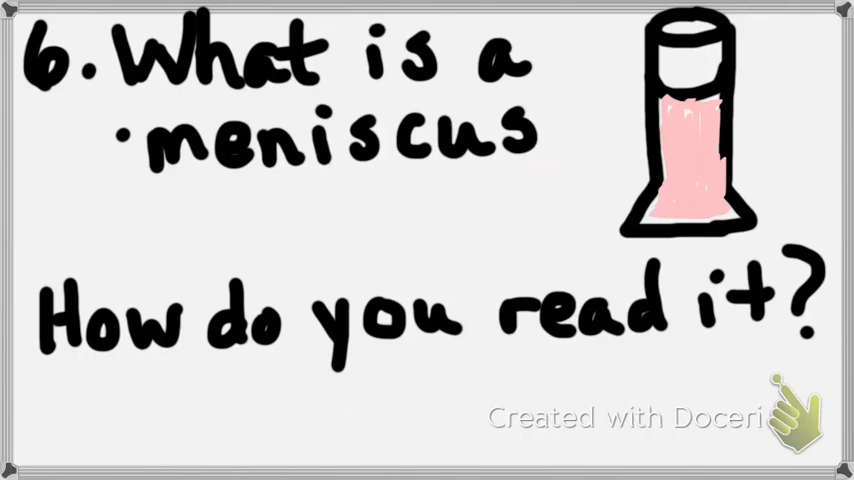 6. What is a
• meniscus
How do you read it?
Created with Doceri